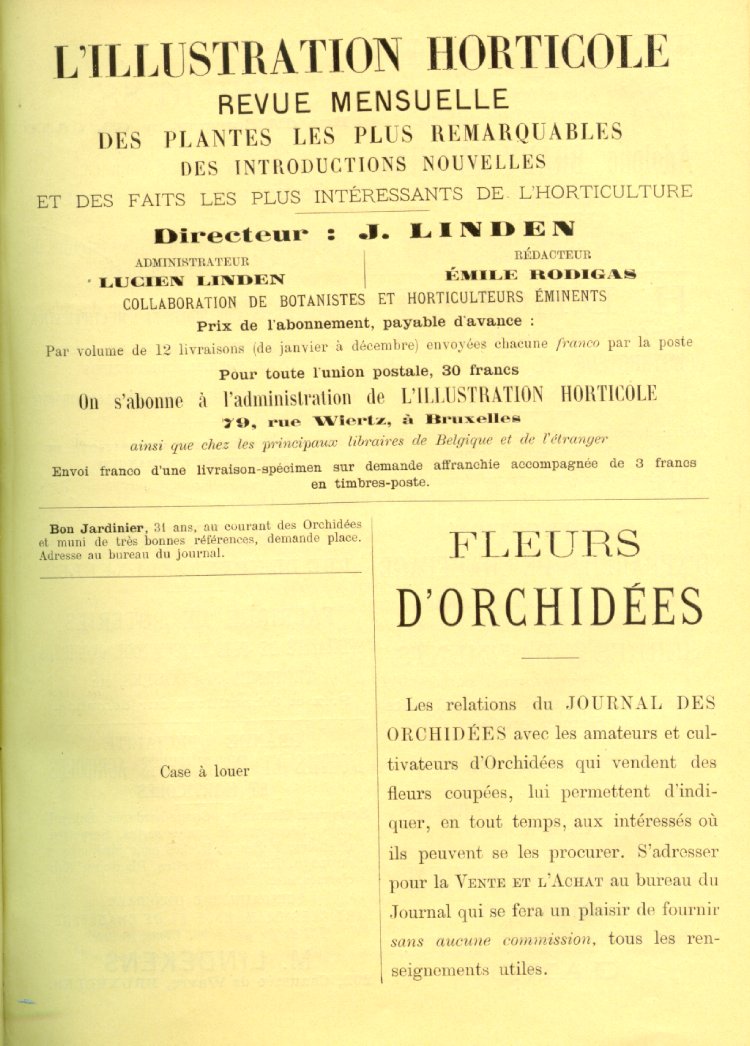 L'ILLUSTRATION HORTICOLE
REVUE MENSUELLE
DES PLANTES LES PLUS REMARQUABLES
DES INTRODUCTIONS NOUVELLES
ET DES FAITS LES PLUS INTÉRESSANTS DE L'HORTICULTURE
Directeur : J. LINDEN
ADMINISTRATEUR
LUCIEN LINDEN
RÉDACTEUR
ÉMILE RODIGAS
COLLABORATION DE BOTANISTES ET HORTICULTEURS ÉMINENTS
Prix de l'abonnement, payable d'avance :
Par volume de 12 livraisons (de janvier à décembre) envoyées chacune franco par la poste
Pour toute l'union postale, 30 francs
On s'abonne à l'administration de L'ILLUSTRATION HORTICOLE
79, rue Wiertz, à Bruxelles
ainsi que chez les principaux libraires de Belgique et de l'étranger
Envoi franco d'une livraison-spécimen sur demande affranchie accompagnée de 3 francs
en timbres-poste.
Bon Jardinier, 31 ans, au courant des Orchidées
et muni de très bonnes références, demande place.
Adresse au bureau du journal.
Case à louer
FLEURS
D'ORCHIDÉES
Les relations du JOURNAL DES
ORCHIDÉES avec les amateurs et cul-
tivateurs d'Orchidées qui vendent des
fleurs coupées, lui permettent d'indi-
quer, en tout temps, aux intéressés où
ils peuvent se les procurer. S'adresser
pour la VENTE ET L'ACHAT au bureau du
Journal qui se fera un plaisir de fournir
sans aucune commission, tous les ren-
seignements utiles.